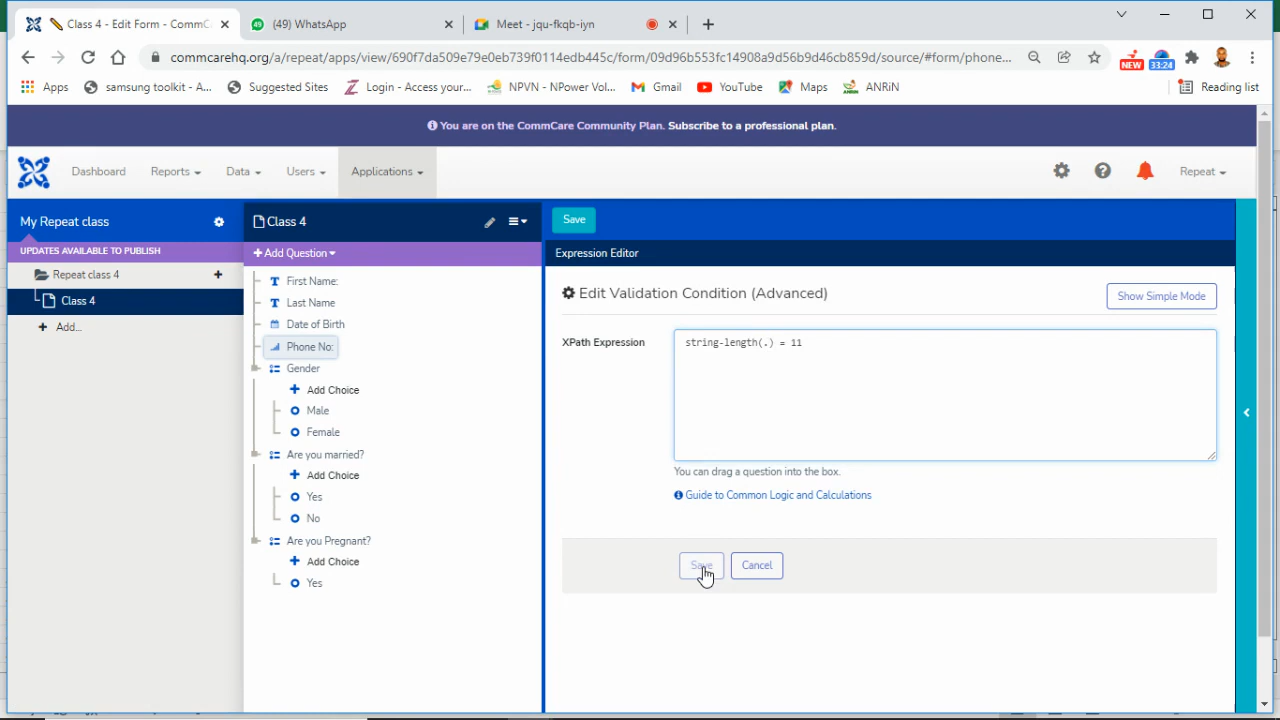 Class 4 - Edit Form - CommC
(49) WhatsApp
Meet - jqu-fkqb-iyn
commcarehq.org/a/repeat/apps/view/690f7da509e79e0eb739f0114edb445c/form/09d96b553fc14908a9d56b9d46cb59d8y/source/#form/phone...
NEW
33:24
Apps
samsung toolkit - A...
Suggested Sites
Login - Access your...
NPVN - NPower Vol...
Gmail
YouTube
Maps
ANRiN
Reading list
You are on the CommCare Community Plan. Subscribe to a professional plan.
Dashboard
Reports
Data
Users
Applications
Repeat
My Repeat class
UPDATES AVAILABLE TO PUBLISH
Repeat class 4
Class 4
Add...
Class 4
Add Question
First Name:
Last Name
Date of Birth
Phone No:
Gender
Add Choice
Male
Female
Are you married?
Add Choice
Yes
No
Are you Pregnant?
Add Choice
Yes
Save
Expression Editor
Edit Validation Condition (Advanced)
Show Simple Mode
XPath Expression
string-length(.) = 11
You can drag a question into the box.
Guide to Common Logic and Calculations
Save
Cancel